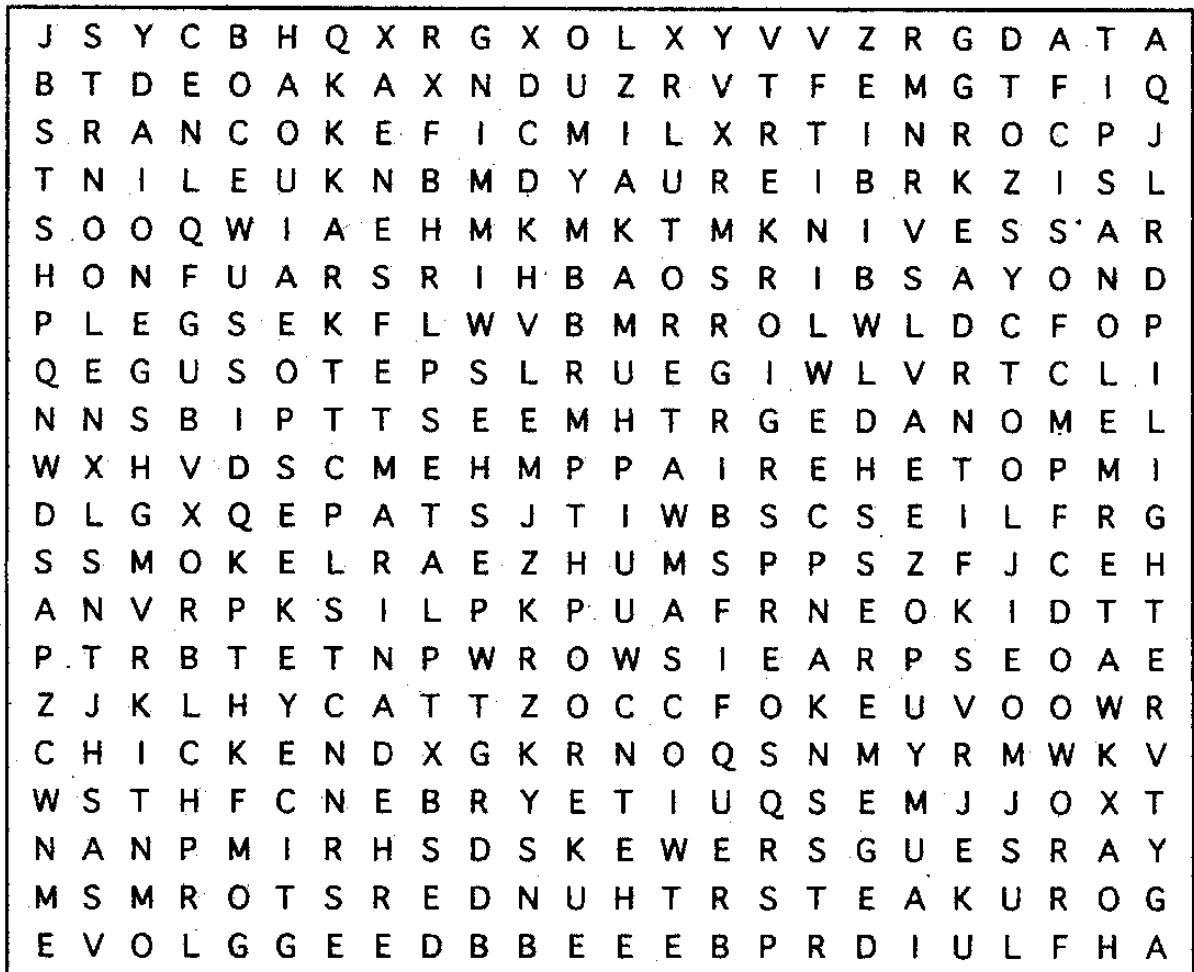 J S Y C B H Q X R G X O L X Y V V Z R G D A T A
B T D E O A K A X N D U Z R V T F E M G T F I Q
S R A N C O K E F I C M I L X R T I N R O C P J
T N I L E U K N B M D Y A U R E I B R K Z I S L
S O O Q W I A E H M K M K T M K N I V E S S A R
H O N F U A R S R I H B A O S R I B S A Y O N D
P L E G S E K F L W V B M R R O L W L D C F O P
Q E G U S O T E P S L R U E G I W L V R T C L I
N N S B I P T T S E E M H T R G E D A N O M E L
W X H V D S C M E H M P P A I R E H E T O P M I
D L G X Q E P A T S J T I W B S C S E I L F R G
S S M O K E L R A E Z H U M S P P S Z F J C E H
A N V R P K S I L P K P U A F R N E O K I D T T
P T R B T E T N P W R O W S I E A R P S E O A E
Z J K L H Y C A T T Z O C C F O K E U V O O W R
C H I C K E N D X G K R N O Q S N M Y R M W K V
W S T H F C N E B R Y E T I U Q S E M J J O X T
N A N P M I R H S D S K E W E R S G U E S R A Y
M S M R O T S R E D N U H T R S T E A K U R O G
E V O L G G E E D B B E E E B P R D I U L F H A